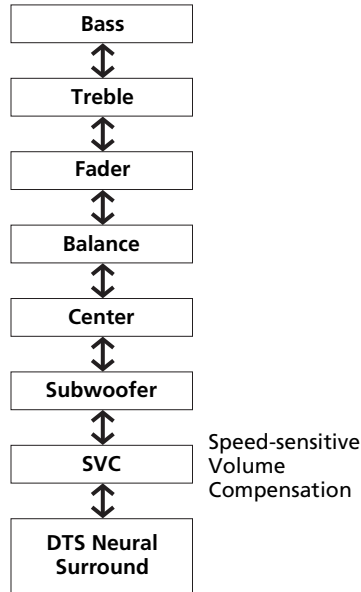 Bass
Treble
Fader
Balance
Center
Subwoofer
SVC
Speed-sensitive
Volume
Compensation
DTS Neural
Surround